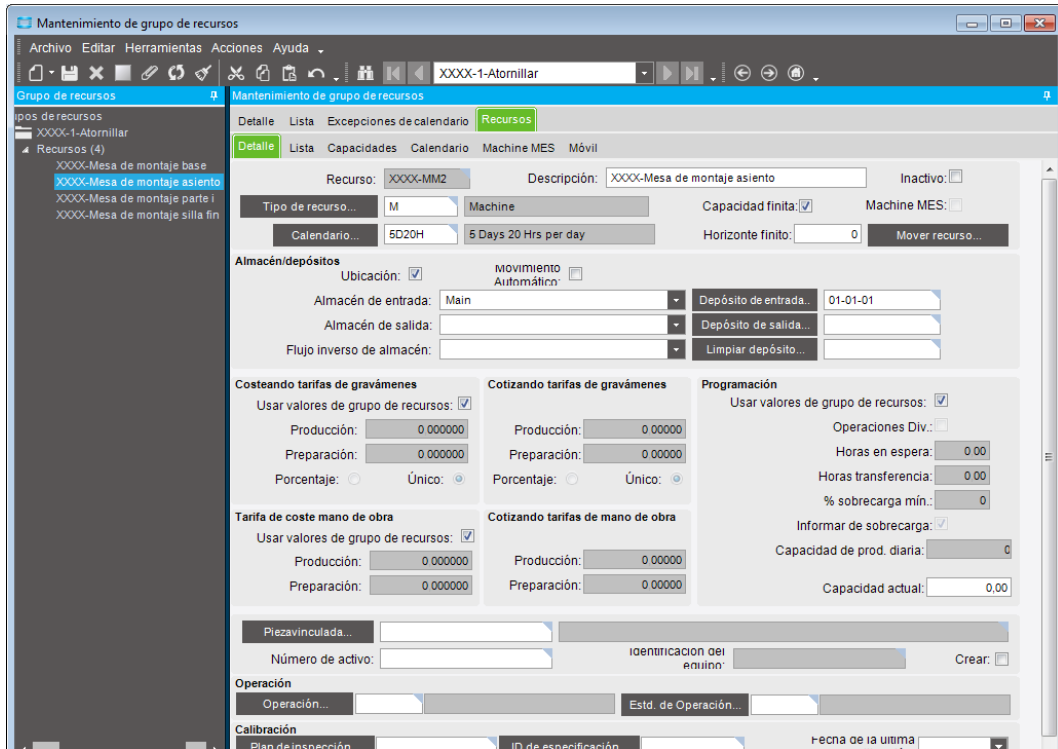 Mantenimiento de grupo de recursos
Archivo Editar Herramientas Acciones Ayuda
XXXX-1-Atornillar
Grupo de recursos
Mantenimiento de grupo de recursos
ipos de recursos
XXXX-1-Atornillar
Recursos (4)
XXXX-Mesa de montaje base
XXXX-Mesa de montaje asiento
XXXX-Mesa de montaje parte i
XXXX-Mesa de montaje silla fin
Detalle Lista Excepciones de calendario Recursos
Detalle Lista Capacidades Calendario Machine MES Móvil
Recurso: XXXX-MM2 Descripción: XXXX-Mesa de montaje asiento Inactivo:
Tipo de recurso... M Machine Capacidad finita: Machine MES:
Calendario... 5D20H 5 Days 20 Hrs per day Horizonte finito: 0 Mover recurso...
Almacén/depósitos
Ubicación: Movimiento Automático:
Almacén de entrada: Main Depósito de entrada.. 01-01-01
Almacén de salida: Depósito de salida...
Flujo inverso de almacén: Limpiar depósito...
Costeando tarifas de gravámenes
Usar valores de grupo de recursos:
Producción: 0 000000
Preparación: 0 000000
Porcentaje: Único:
Cotizando tarifas de gravámenes
Producción: 0 00000
Preparación: 0 00000
Porcentaje: Único:
Programación
Usar valores de grupo de recursos:
Operaciones Div.:
Horas en espera: 0 00
Horas transferencia: 0 00
% sobrecarga mín.: 0
Informar de sobrecarga:
Capacidad de prod. diaria: 0
Capacidad actual: 0,00
Tarifa de coste mano de obra
Usar valores de grupo de recursos:
Producción: 0 000000
Preparación: 0 000000
Cotizando tarifas de mano de obra
Producción: 0 00000
Preparación: 0 00000
Piezavinculada...
Número de activo: Identificación del equipo: Crear:
Operación
Operación... Estd. de Operación...
Calibración
Plan de inspección ID de especificación Fecha de la última